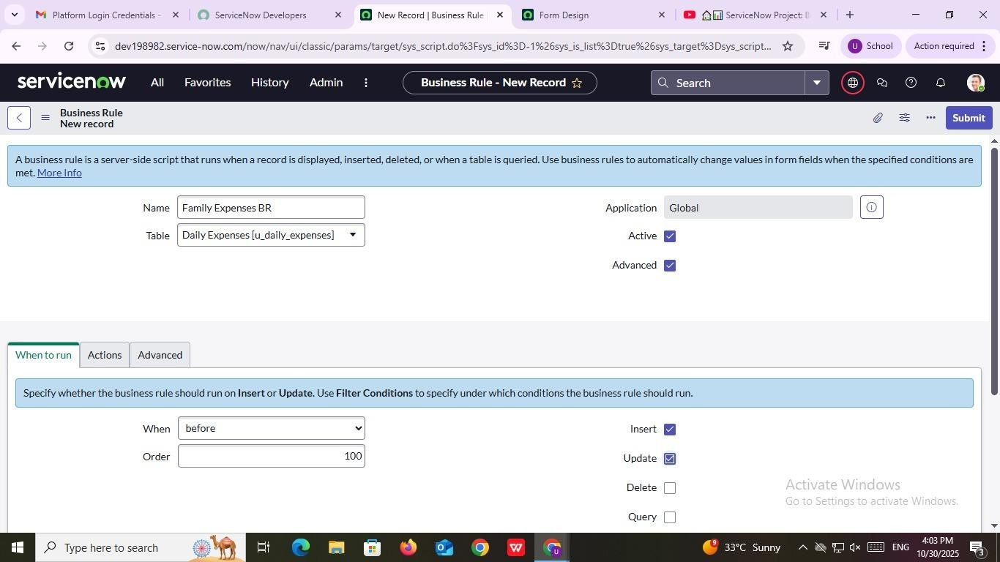 Platform Login Credentials -
ServiceNow Developers
New Record | Business Rule
Form Design
ServiceNow Project: B
dev198982.service-now.com/now/nav/ui/classic/params/target/sys_script.do%3Fsys_id%3D-1%26sys_is_list%3Dtrue%26sys_target%3Dsys_script...
U
School
Action required
servicenow
All
Favorites
History
Admin
Business Rule - New Record
Search
Business Rule
New record
Submit
A business rule is a server-side script that runs when a record is displayed, inserted, deleted, or when a table is queried. Use business rules to automatically change values in form fields when the specified conditions are
met. More Info
Name
Family Expenses BR
Application
Global
Table
Daily Expenses [u_daily_expenses]
Active
Advanced
When to run
Actions
Advanced
Specify whether the business rule should run on Insert or Update. Use Filter Conditions to specify under which conditions the business rule should run.
When
before
Insert
Order
100
Update
Delete
Query
Activate Windows
Go to Settings to activate Windows.
Type here to search
W
U
9
33°C Sunny
ENG
4:03 PM
10/30/2025
3